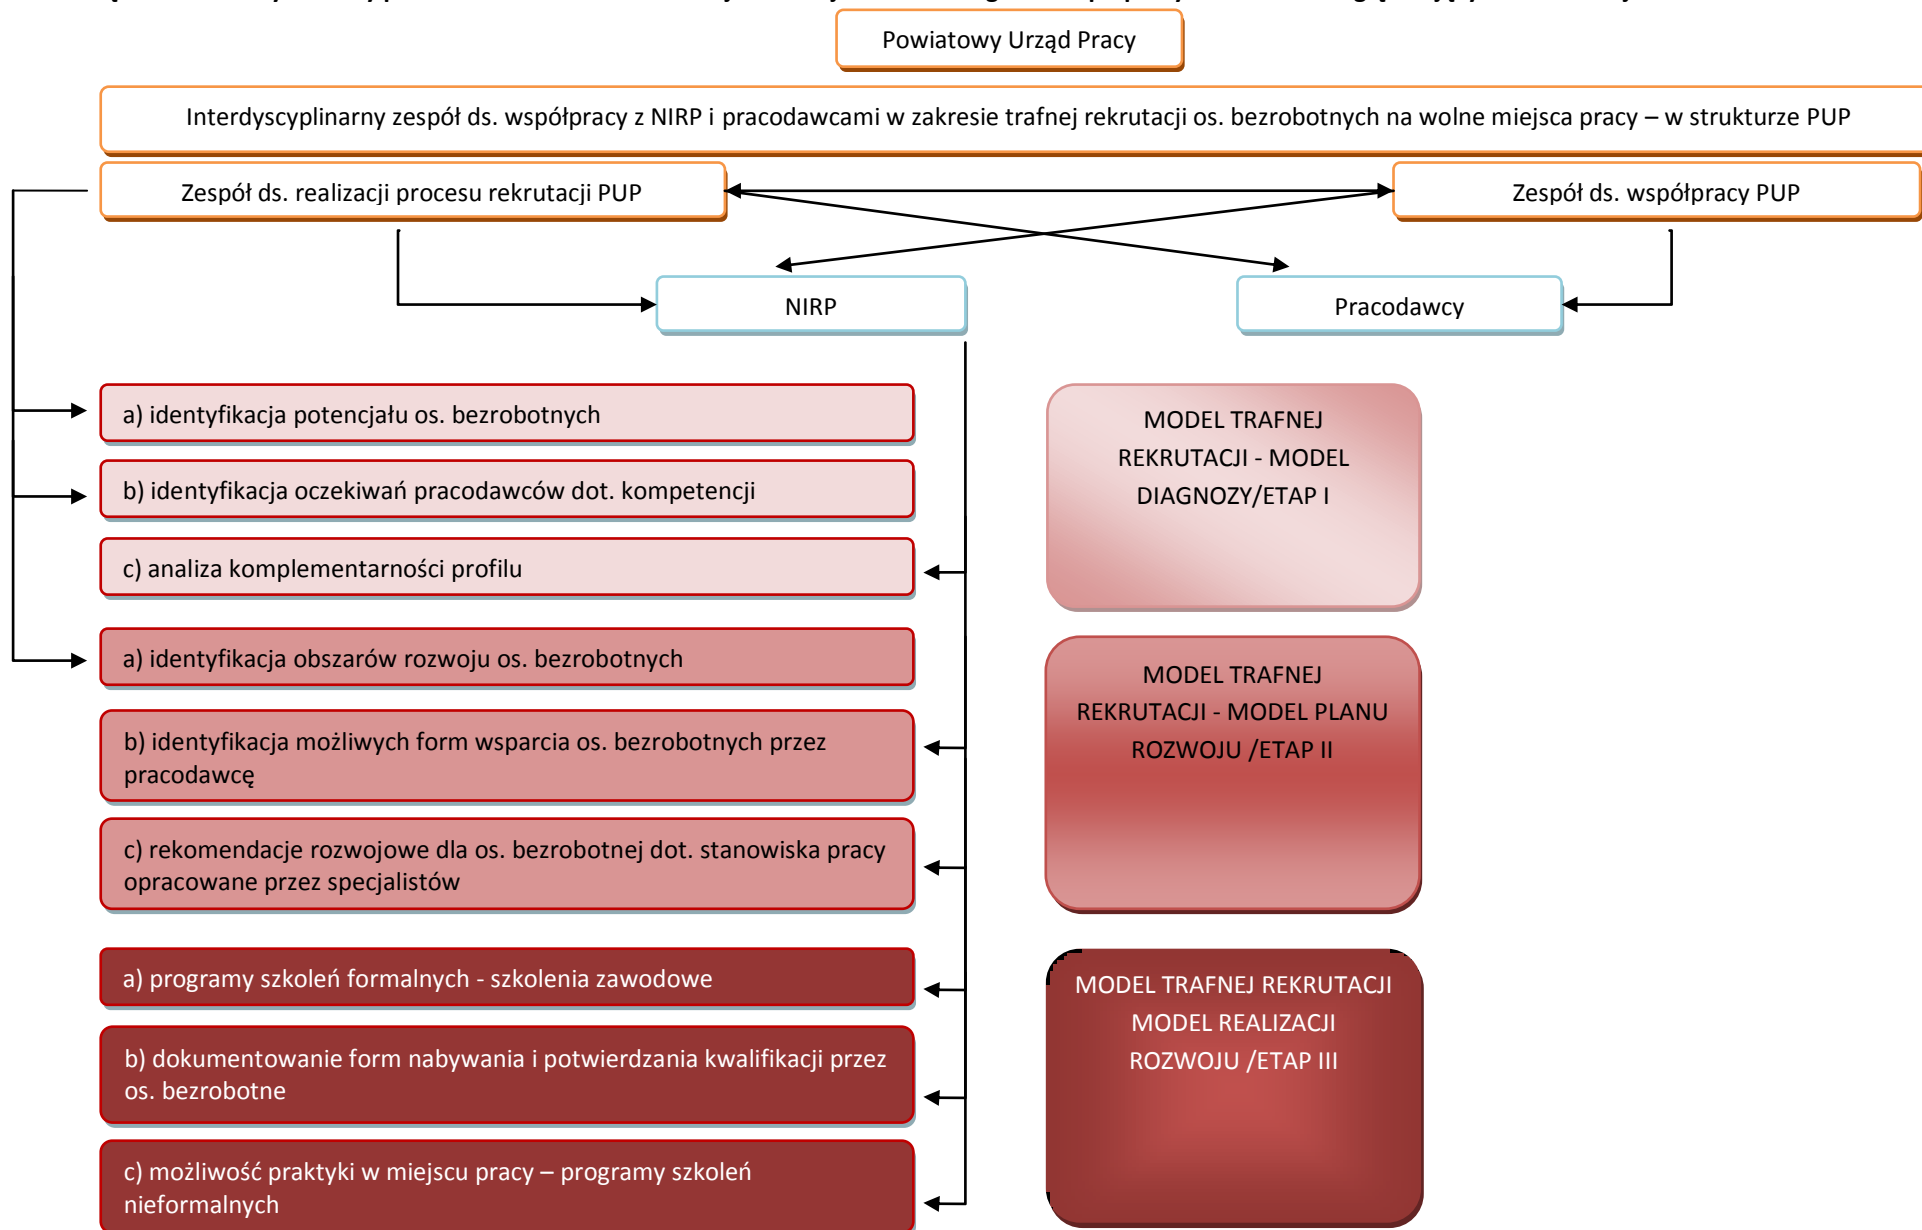 Powiatowy Urząd Pracy
Interdyscyplinarny zespół ds. współpracy z NIRP i pracodawcami w zakresie trafnej rekrutacji os. bezrobotnych na wolne miejsca pracy – w strukturze PUP
Zespół ds. realizacji procesu rekrutacji PUP
Zespół ds. współpracy PUP
NIRP
Pracodawcy
a) identyfikacja potencjału os. bezrobotnych
b) identyfikacja oczekiwań pracodawców dot. kompetencji
c) analiza komplementarności profilu
MODEL TRAFNEJ
REKRUTACJI - MODEL
DIAGNOZY/ETAP I
a) identyfikacja obszarów rozwoju os. bezrobotnych
b) identyfikacja możliwych form wsparcia os. bezrobotnych przez
pracodawcę
c) rekomendacje rozwojowe dla os. bezrobotnej dot. stanowiska pracy
opracowane przez specjalistów
MODEL TRAFNEJ
REKRUTACJI - MODEL PLANU
ROZWOJU /ETAP II
a) programy szkoleń formalnych - szkolenia zawodowe
b) dokumentowanie form nabywania i potwierdzania kwalifikacji przez
os. bezrobotne
c) możliwość praktyki w miejscu pracy – programy szkoleń
nieformalnych
MODEL TRAFNEJ REKRUTACJI
MODEL REALIZACJI
ROZWOJU /ETAP III